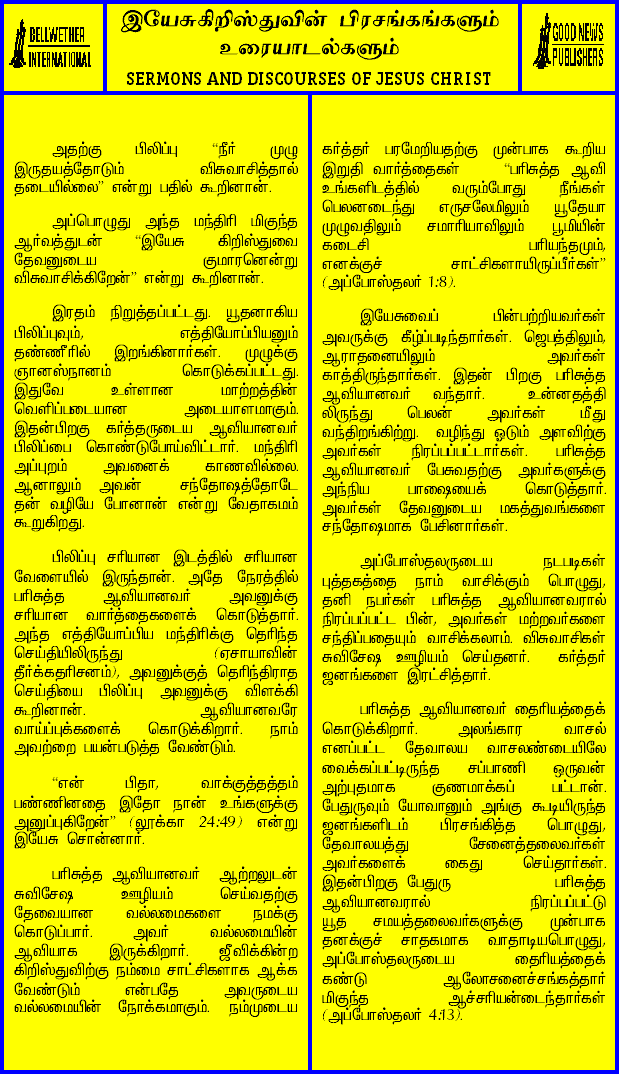 BELLWETHER
INTERNATIONAL
இயேசுகிறிஸ்துவின் பிரசங்கங்களும்
உரையாடல்களும்
SERMONS AND DISCOURSES OF JESUS CHRIST
GOOD NEWS
PUBLISHERS
அதற்கு பிலிப்பு “நீர் முழு
இருதயத்தோடும் விசுவாசித்தால்
தடையில்லை” என்று பதில் கூறினான்.
அப்பொழுது அந்த மந்திரி மிகுந்த
ஆர்வத்துடன் “இயேசு கிறிஸ்துவை
தேவனுடைய குமாரனென்று
விசுவாசிக்கிறேன்” என்று கூறினான்.
இரதம் நிறுத்தப்பட்டது. யூதனாகிய
பிலிப்புவும், எத்தியோப்பியனும்
தண்ணீரில் இறங்கினார்கள். முழுக்கு
ஞானஸ்நானம் கொடுக்கப்பட்டது.
இதுவே உள்ளான மாற்றத்தின்
வெளிப்படையான அடையாளமாகும்.
இதன்பிறகு கர்த்தருடைய ஆவியானவர்
பிலிப்பை கொண்டுபோய்விட்டார். மந்திரி
அப்புறம் அவனைக் காணவில்லை.
ஆனாலும் அவன் சந்தோஷத்தோடே
தன் வழியே போனான் என்று வேதாகமம்
கூறுகிறது.
பிலிப்பு சரியான இடத்தில் சரியான
வேளையில் இருந்தான். அதே நேரத்தில்
பரிசுத்த ஆவியானவர் அவனுக்கு
சரியான வார்த்தைகளைக் கொடுத்தார்.
அந்த எத்தியோப்பிய மந்திரிக்கு தெரிந்த
செய்தியிலிருந்து (ஏசாயாவின்
தீர்க்கதரிசனம்), அவனுக்குத் தெரிந்திராத
செய்தியை பிலிப்பு அவனுக்கு விளக்கி
கூறினான். ஆவியானவரே
வாய்ப்புக்களைக் கொடுக்கிறார். நாம்
அவற்றை பயன்படுத்த வேண்டும்.
“என் பிதா, வாக்குத்தத்தம்
பண்ணினதை இதோ நான் உங்களுக்கு
அனுப்புகிறேன்” (லூக்கா 24:49) என்று
இயேசு சொன்னார்.
பரிசுத்த ஆவியானவர் ஆற்றலுடன்
சுவிசேஷ ஊழியம் செய்வதற்கு
தேவையான வல்லமைகளை நமக்கு
கொடுப்பார். அவர் வல்லமையின்
ஆவியாக இருக்கிறார். ஜீவிக்கின்ற
கிறிஸ்துவிற்கு நம்மை சாட்சிகளாக ஆக்க
வேண்டும் என்பதே அவருடைய
வல்லமையின் நோக்கமாகும். நம்முடைய
கர்த்தர் பரமேறியதற்கு முன்பாக கூறிய
இறுதி வார்த்தைகள் “பரிசுத்த ஆவி
உங்களிடத்தில் வரும்போது நீங்கள்
பெலனடைந்து எருசலேமிலும் யூதேயா
முழுவதிலும் சமாரியாவிலும் பூமியின்
கடைசி பரியந்தமும்,
எனக்குச் சாட்சிகளாயிருப்பீர்கள்”
(அப்போஸ்தலர் 1:8).
இயேசுவைப் பின்பற்றியவர்கள்
அவருக்கு கீழ்ப்படிந்தார்கள். ஜெபத்திலும்,
ஆராதனையிலும் அவர்கள்
காத்திருந்தார்கள். இதன் பிறகு பரிசுத்த
ஆவியானவர் வந்தார். உன்னதத்தி
லிருந்து பெலன் அவர்கள் மீது
வந்திறங்கிற்று. வழிந்து ஓடும் அளவிற்கு
அவர்கள் நிரப்பப்பட்டார்கள். பரிசுத்த
ஆவியானவர் பேசுவதற்கு அவர்களுக்கு
அந்நிய பாஷையைக் கொடுத்தார்.
அவர்கள் தேவனுடைய மகத்துவங்களை
சந்தோஷமாக பேசினார்கள்.
அப்போஸ்தலருடைய நடபடிகள்
புத்தகத்தை நாம் வாசிக்கும் பொழுது,
தனி நபர்கள் பரிசுத்த ஆவியானவரால்
நிரப்பப்பட்ட பின், அவர்கள் மற்றவர்களை
சந்திப்பதையும் வாசிக்கலாம். விசுவாசிகள்
சுவிசேஷ ஊழியம் செய்தனர். கர்த்தர்
ஜனங்களை இரட்சித்தார்.
பரிசுத்த ஆவியானவர் தைரியத்தைக்
கொடுக்கிறார். அலங்கார வாசல்
எனப்பட்ட தேவாலய வாசலண்டையிலே
வைக்கப்பட்டிருந்த சப்பாணி ஒருவன்
அற்புதமாக குணமாக்கப் பட்டான்.
பேதுருவும் யோவானும் அங்கு கூடியிருந்த
ஜனங்களிடம் பிரசங்கித்த பொழுது,
தேவாலயத்து சேனைத்தலைவர்கள்
அவர்களைக் கைது செய்தார்கள்.
இதன்பிறகு பேதுரு பரிசுத்த
ஆவியானவரால் நிரப்பப்பட்டு
யூத சமயத்தலைவர்களுக்கு முன்பாக
தனக்குச் சாதகமாக வாதாடியபொழுது,
அப்போஸ்தலருடைய தைரியத்தைக்
கண்டு ஆலோசனைச்சங்கத்தார்
மிகுந்த ஆச்சரியன்டைந்தார்கள்
(அப்போஸ்தலர் 4:13).